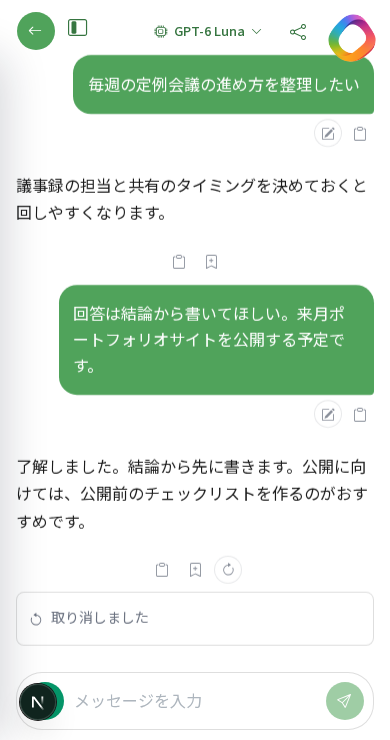 GPT-6 Luna
毎週の定例会議の進め方を整理したい
議事録の担当と共有のタイミングを決めておくと
回しやすくなります。
回答は結論から書いてほしい。来月ポ
ートフォリオサイトを公開する予定で
す。
了解しました。結論から先に書きます。公開に向
けては、公開前のチェックリストを作るのがおす
すめです。
取り消しました
N
メッセージを入力